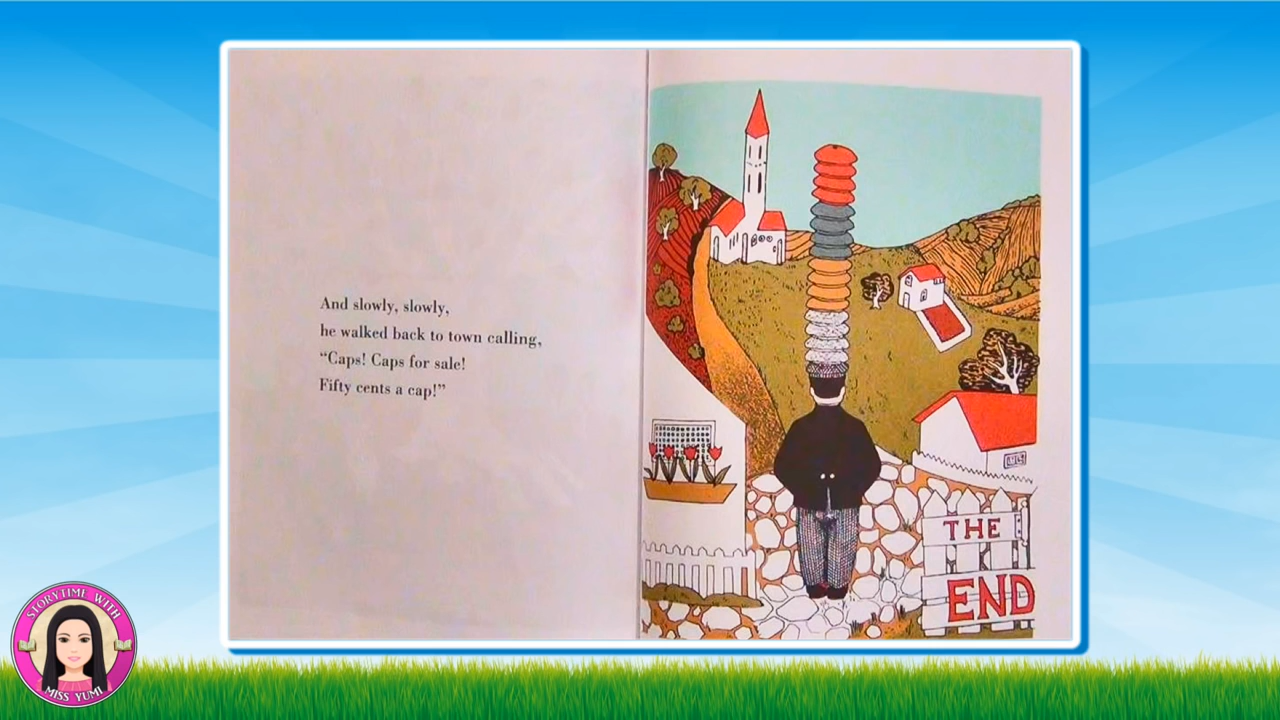 And slowly, slowly,
he walked back to town calling,
“Caps! Caps for sale!
Fifty cents a cap!”
THE
END
STORYTIME WITH
MISS YUMI